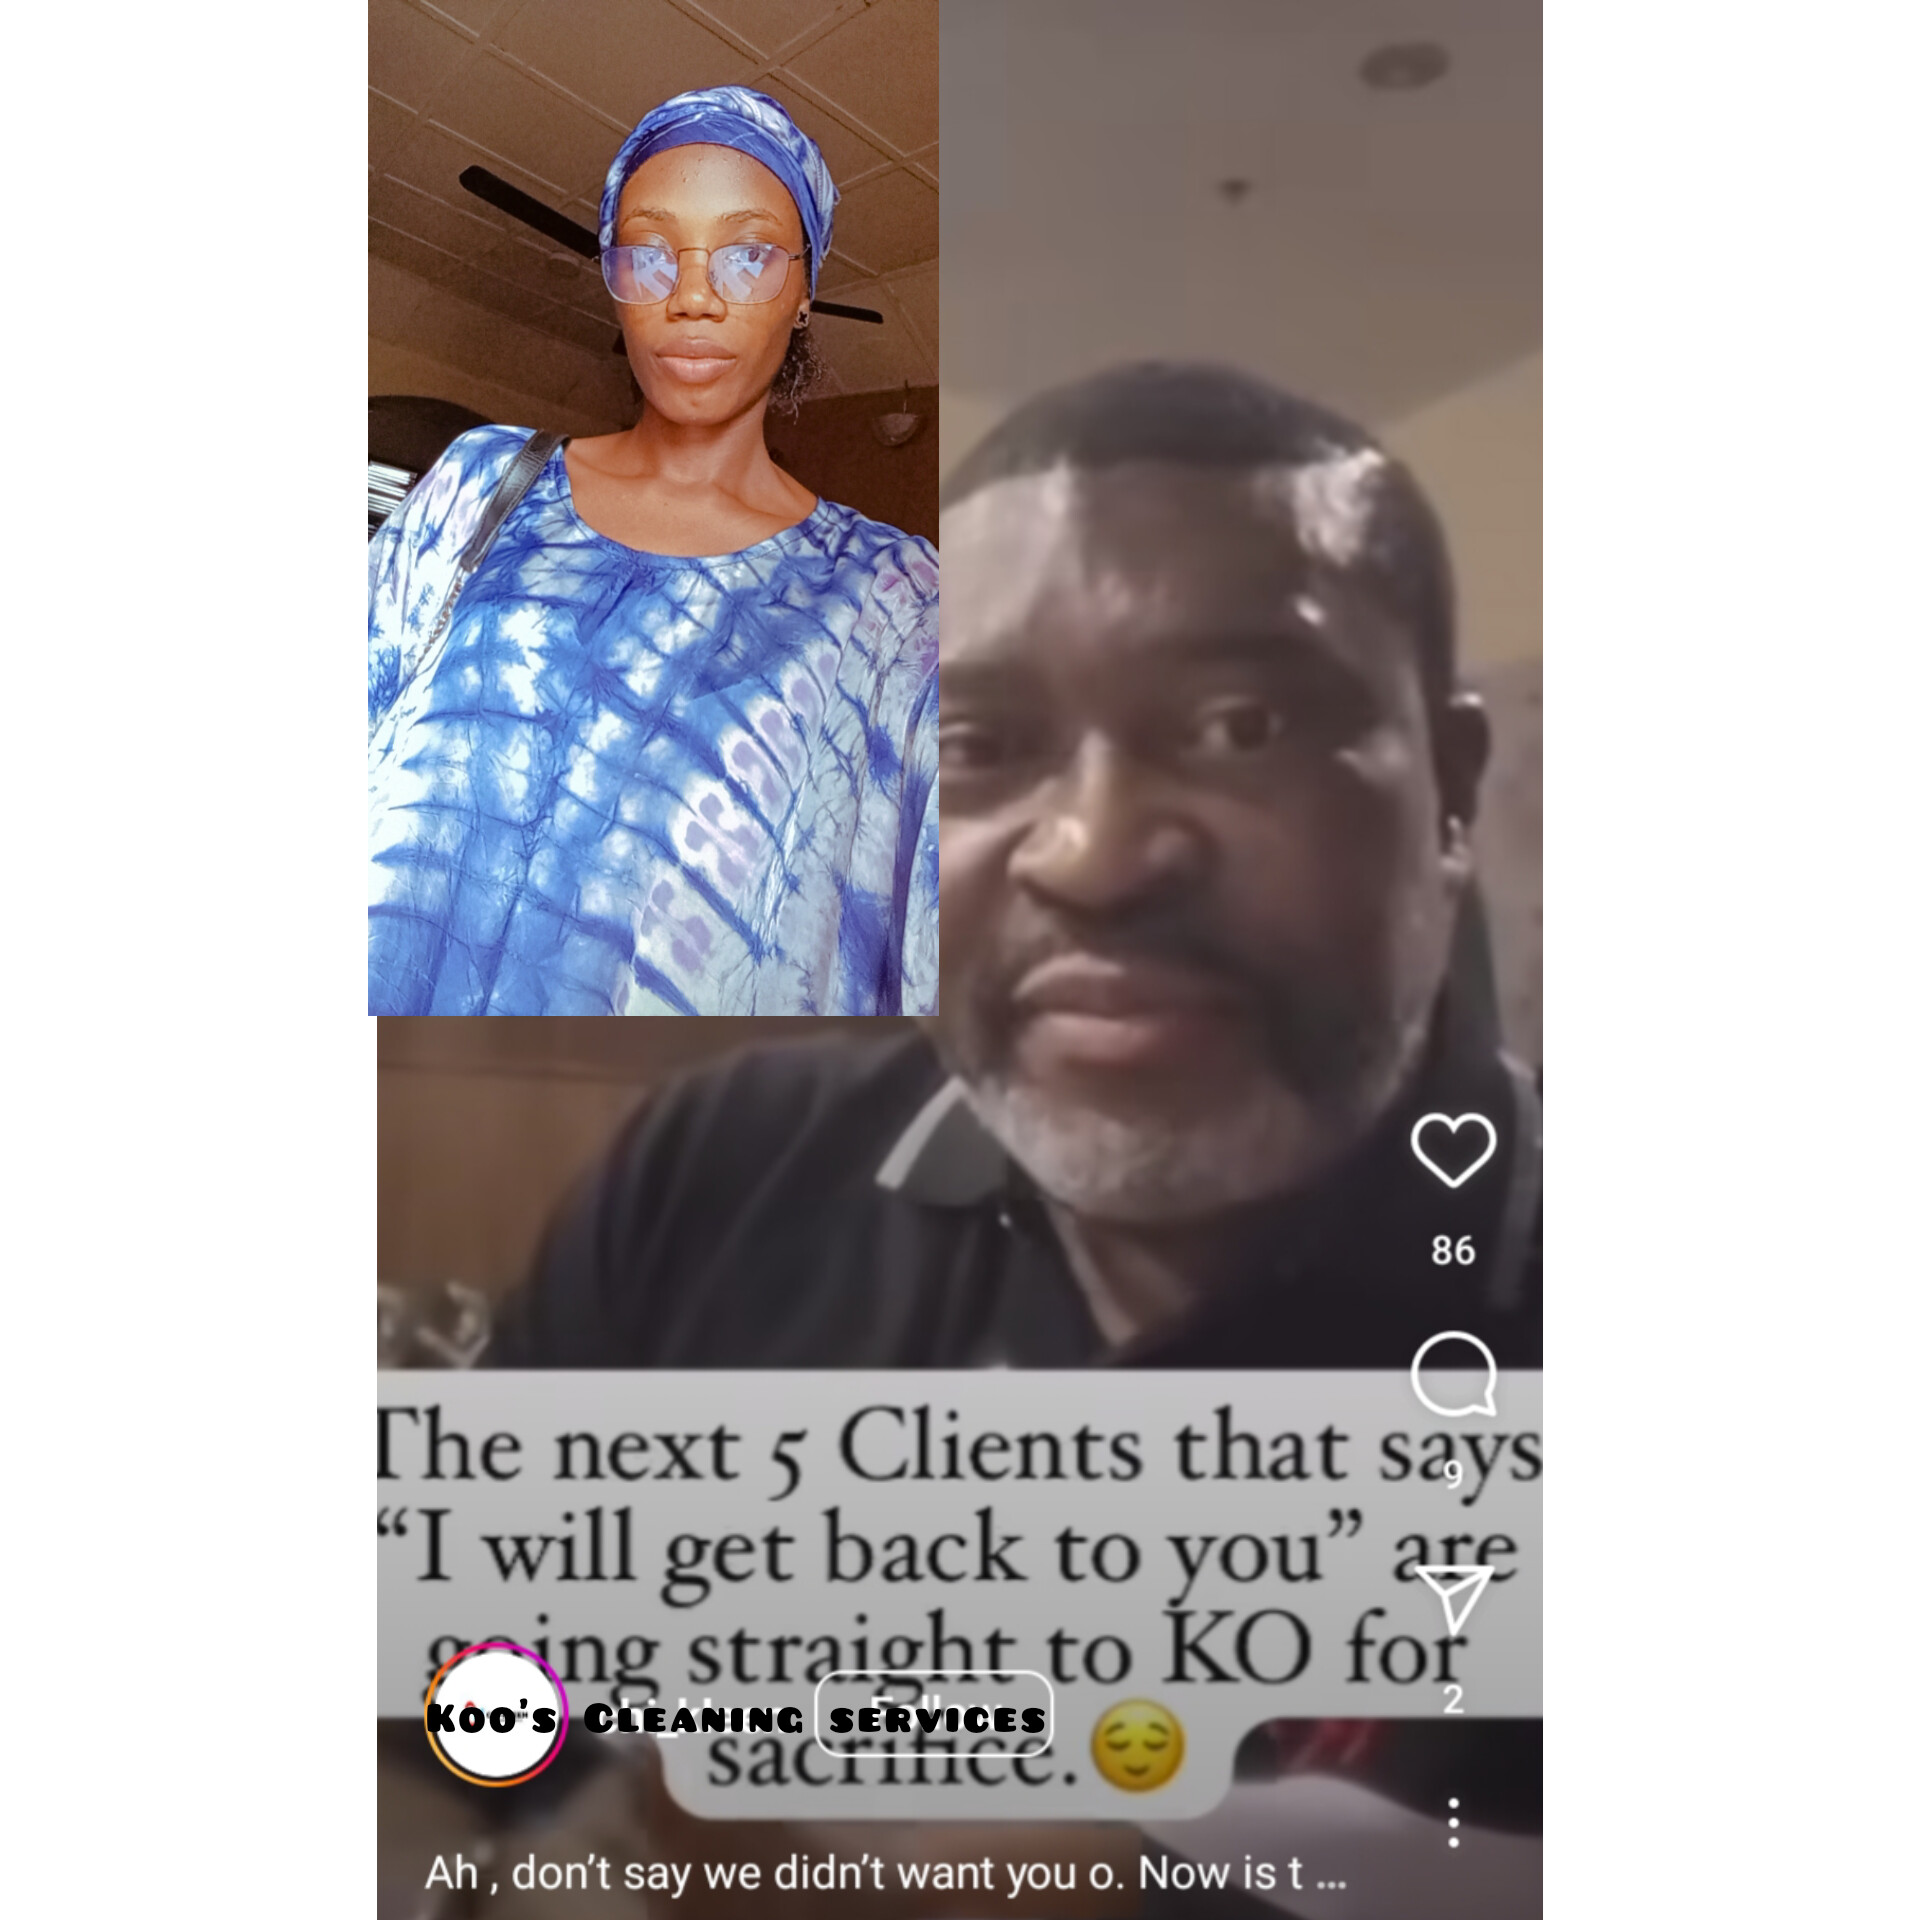 86
The next 5 Clients that says
9
“I will get back to you” are
going straight to KO for
2
Koo's Cleaning services
Follow
sacrifice.😌
Ah , don’t say we didn’t want you o. Now is t ...